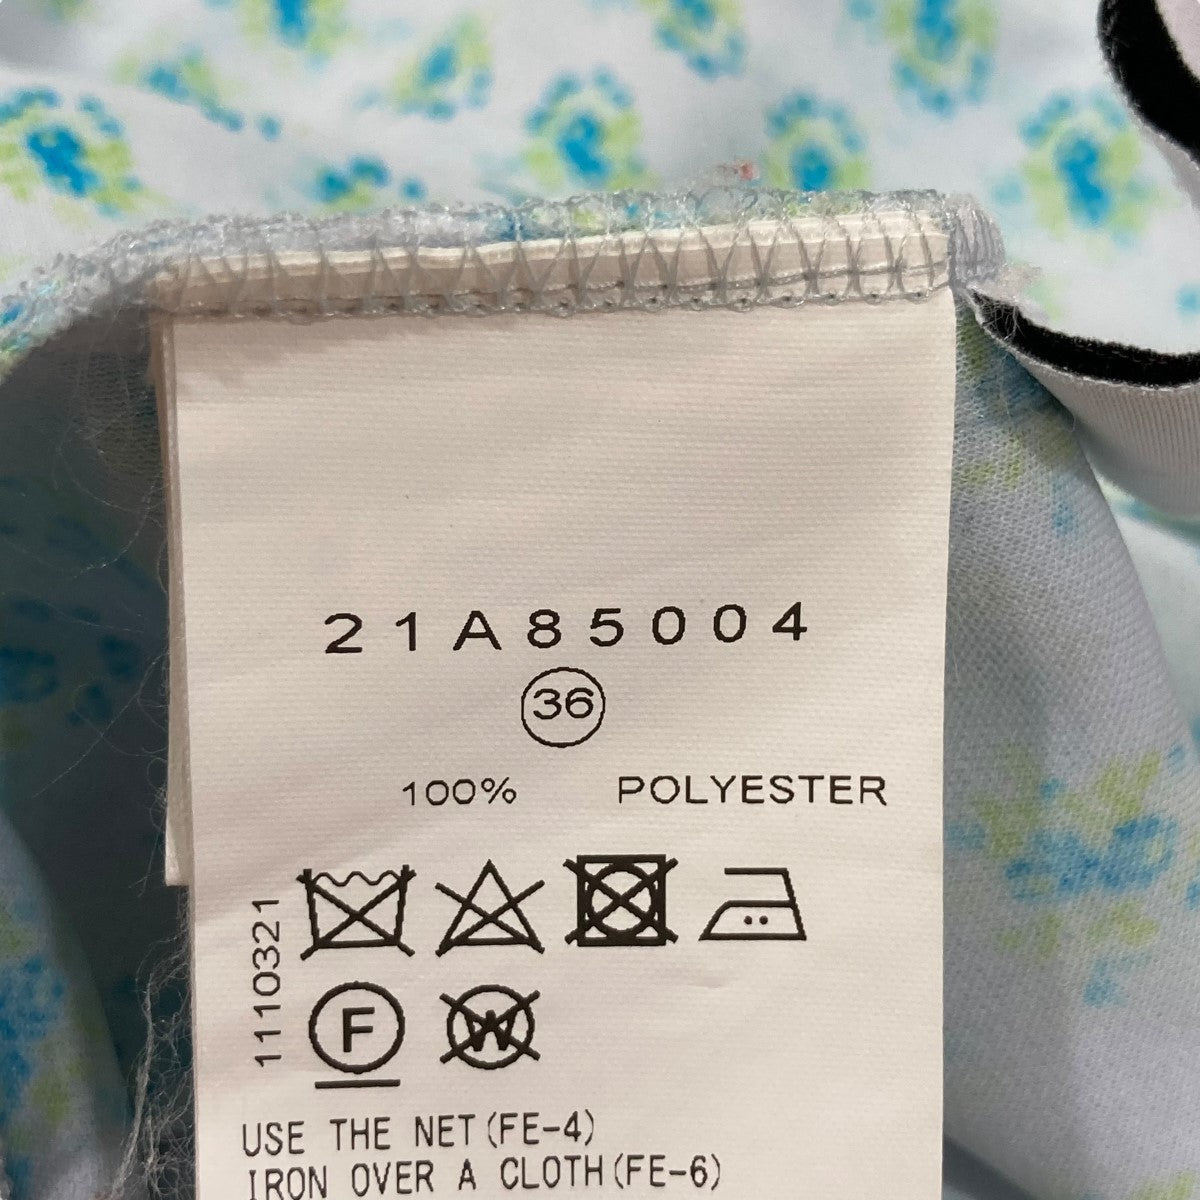 21A85004
36
100% POLYESTER
1110321
F
W
USE THE NET(FE-4)
IRON OVER A CLOTH(FE-6)